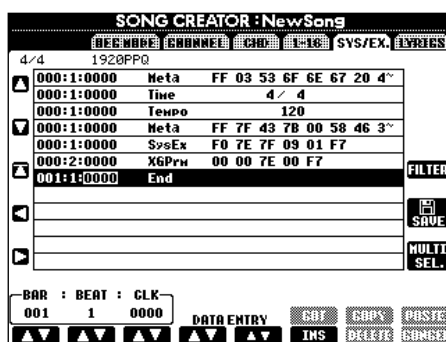 SONG CREATOR : NewSong
REC MODE CHANNEL CHD 1-16 SYS/EX. LYRICS
4/4 1920PPQ
000:1:0000 Meta FF 03 53 6F 6E 67 20 4~
000:1:0000 Time 4/ 4
000:1:0000 Tempo 120
000:1:0000 Meta FF 7F 43 7B 00 58 46 3~
000:1:0000 SysEx F0 7E 7F 09 01 F7
000:2:0000 XGPrm 00 00 7E 00 F7
001:1:0000 End
FILTER
SAVE
MULTI SEL.
BAR : BEAT : CLK
001 1 0000
DATA ENTRY
CUT COPY PASTE
INS DELETE CANCEL